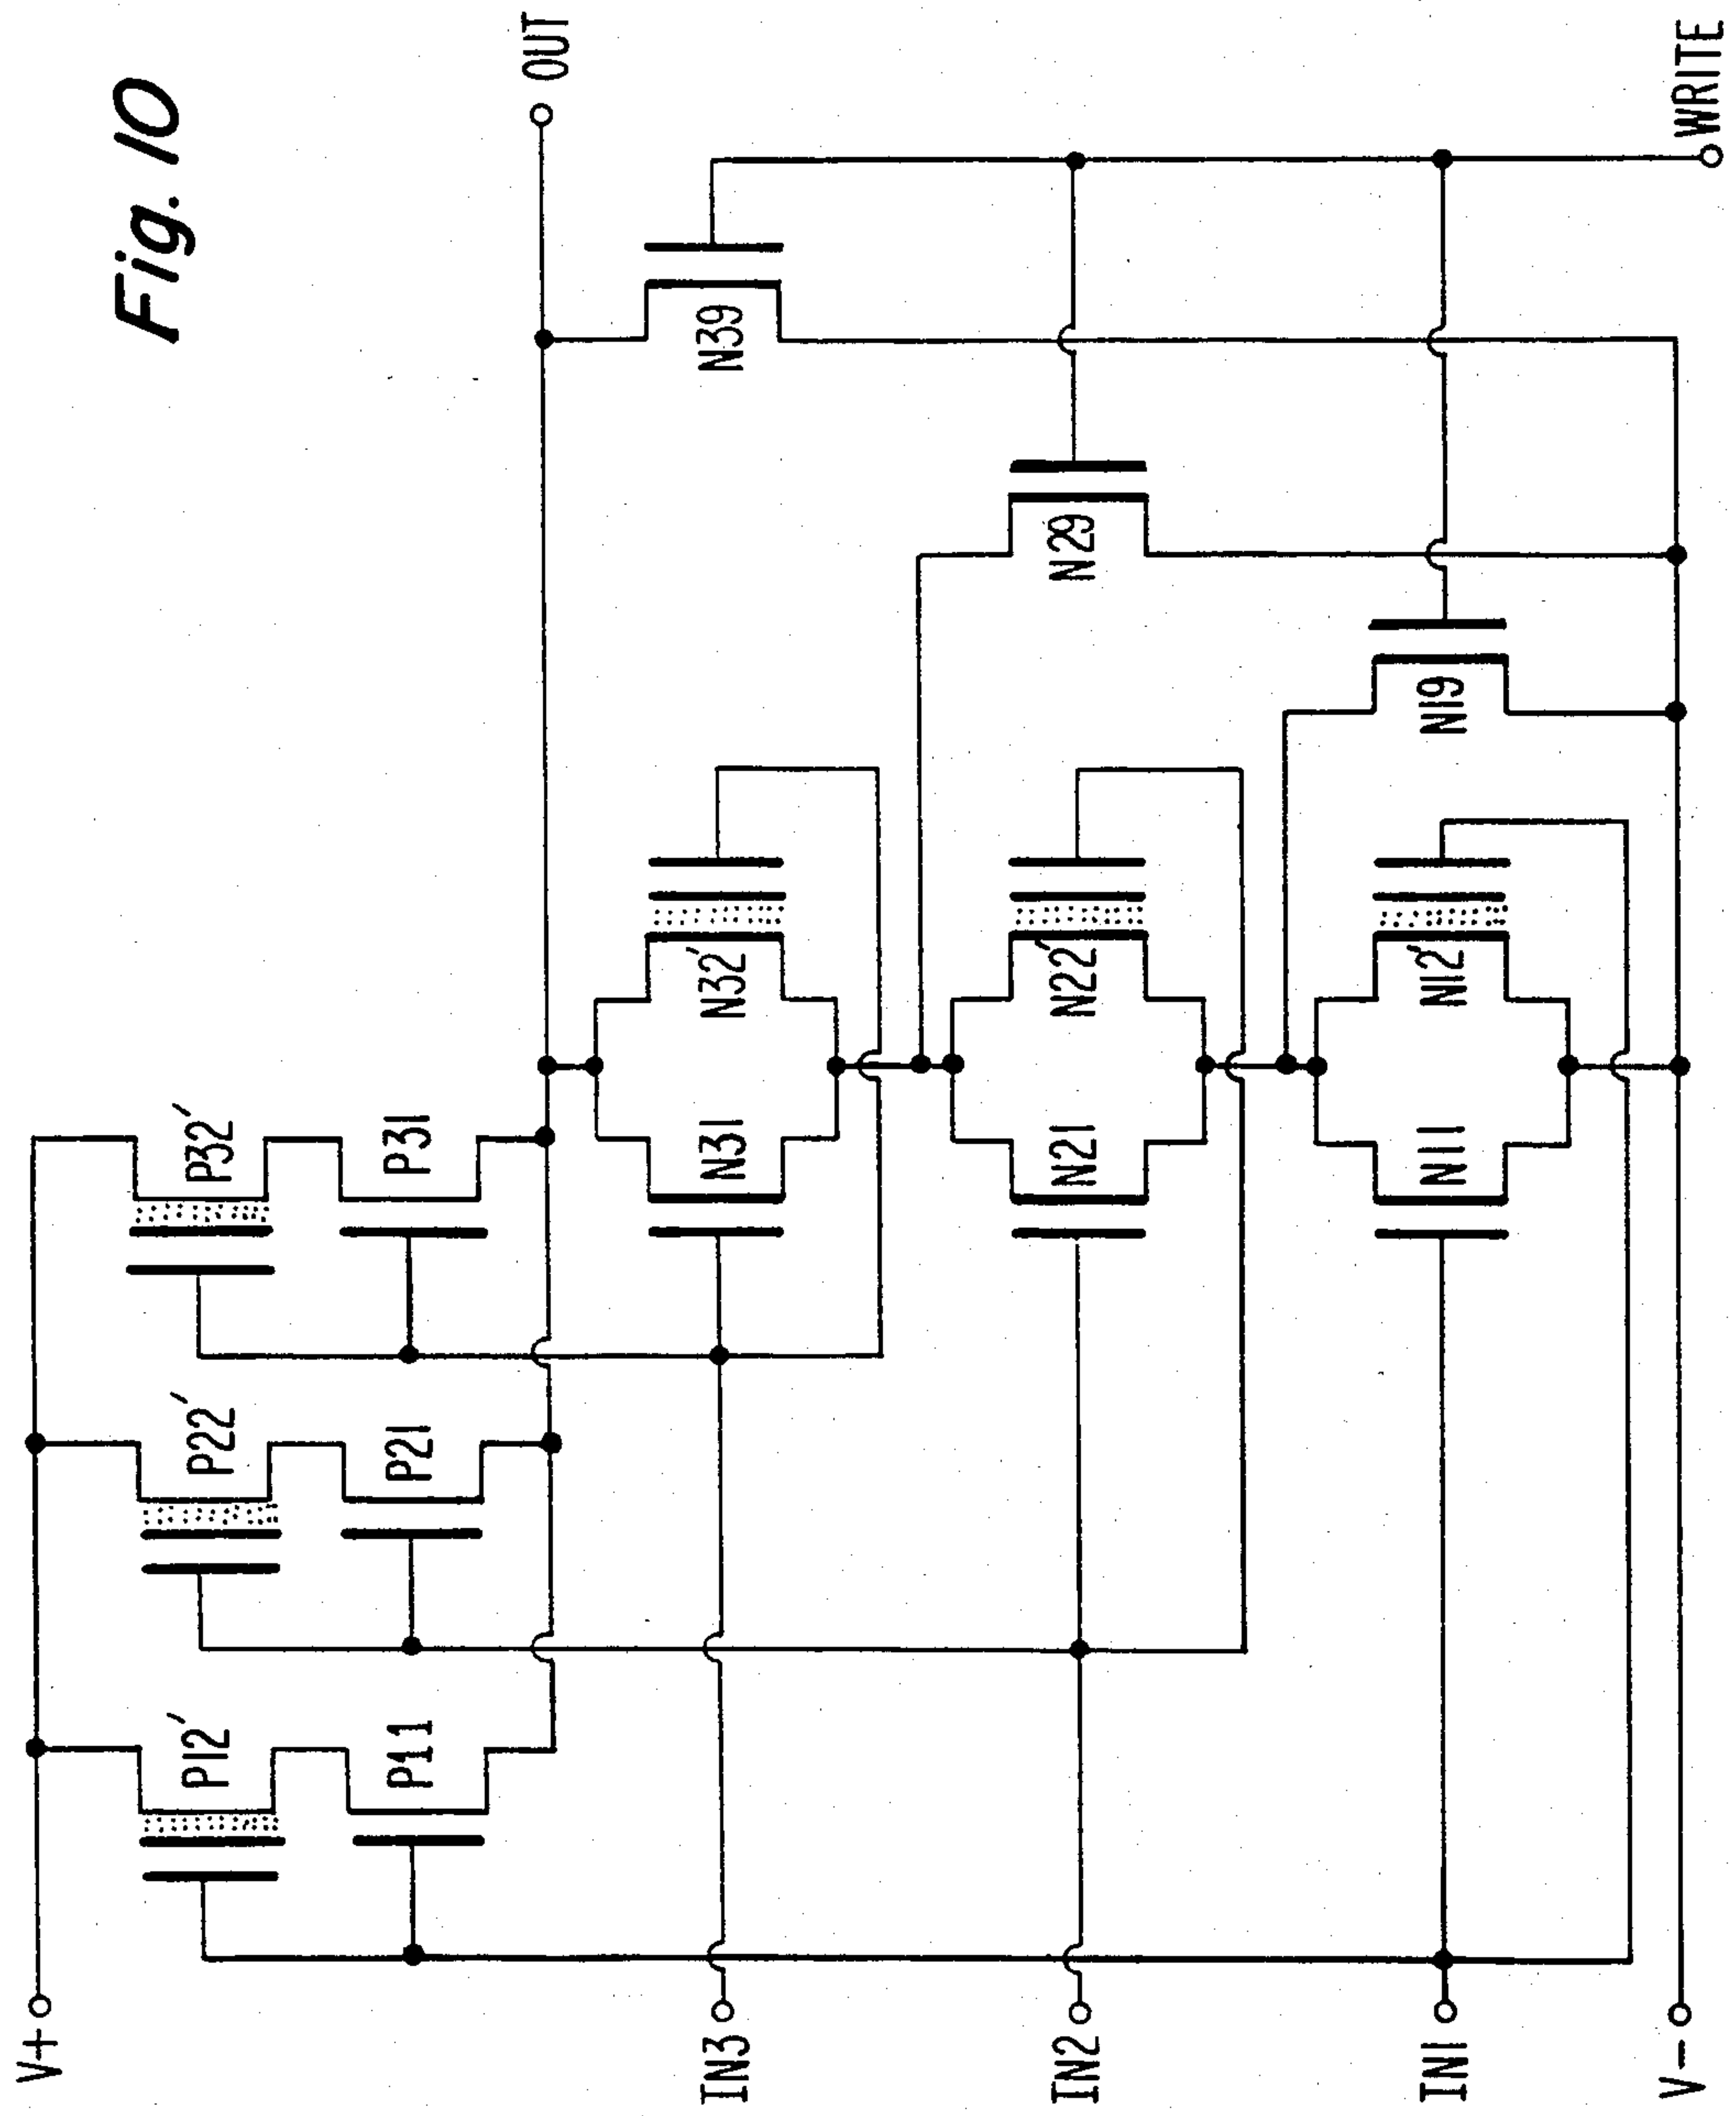 Fig. 10
V+
OUT
P12′
P22′
P32′
P11
P21
P31
IN3
N31
N32′
N39
IN2
N21
N22′
N29
IN1
N11
N12′
N19
V−
WRITE